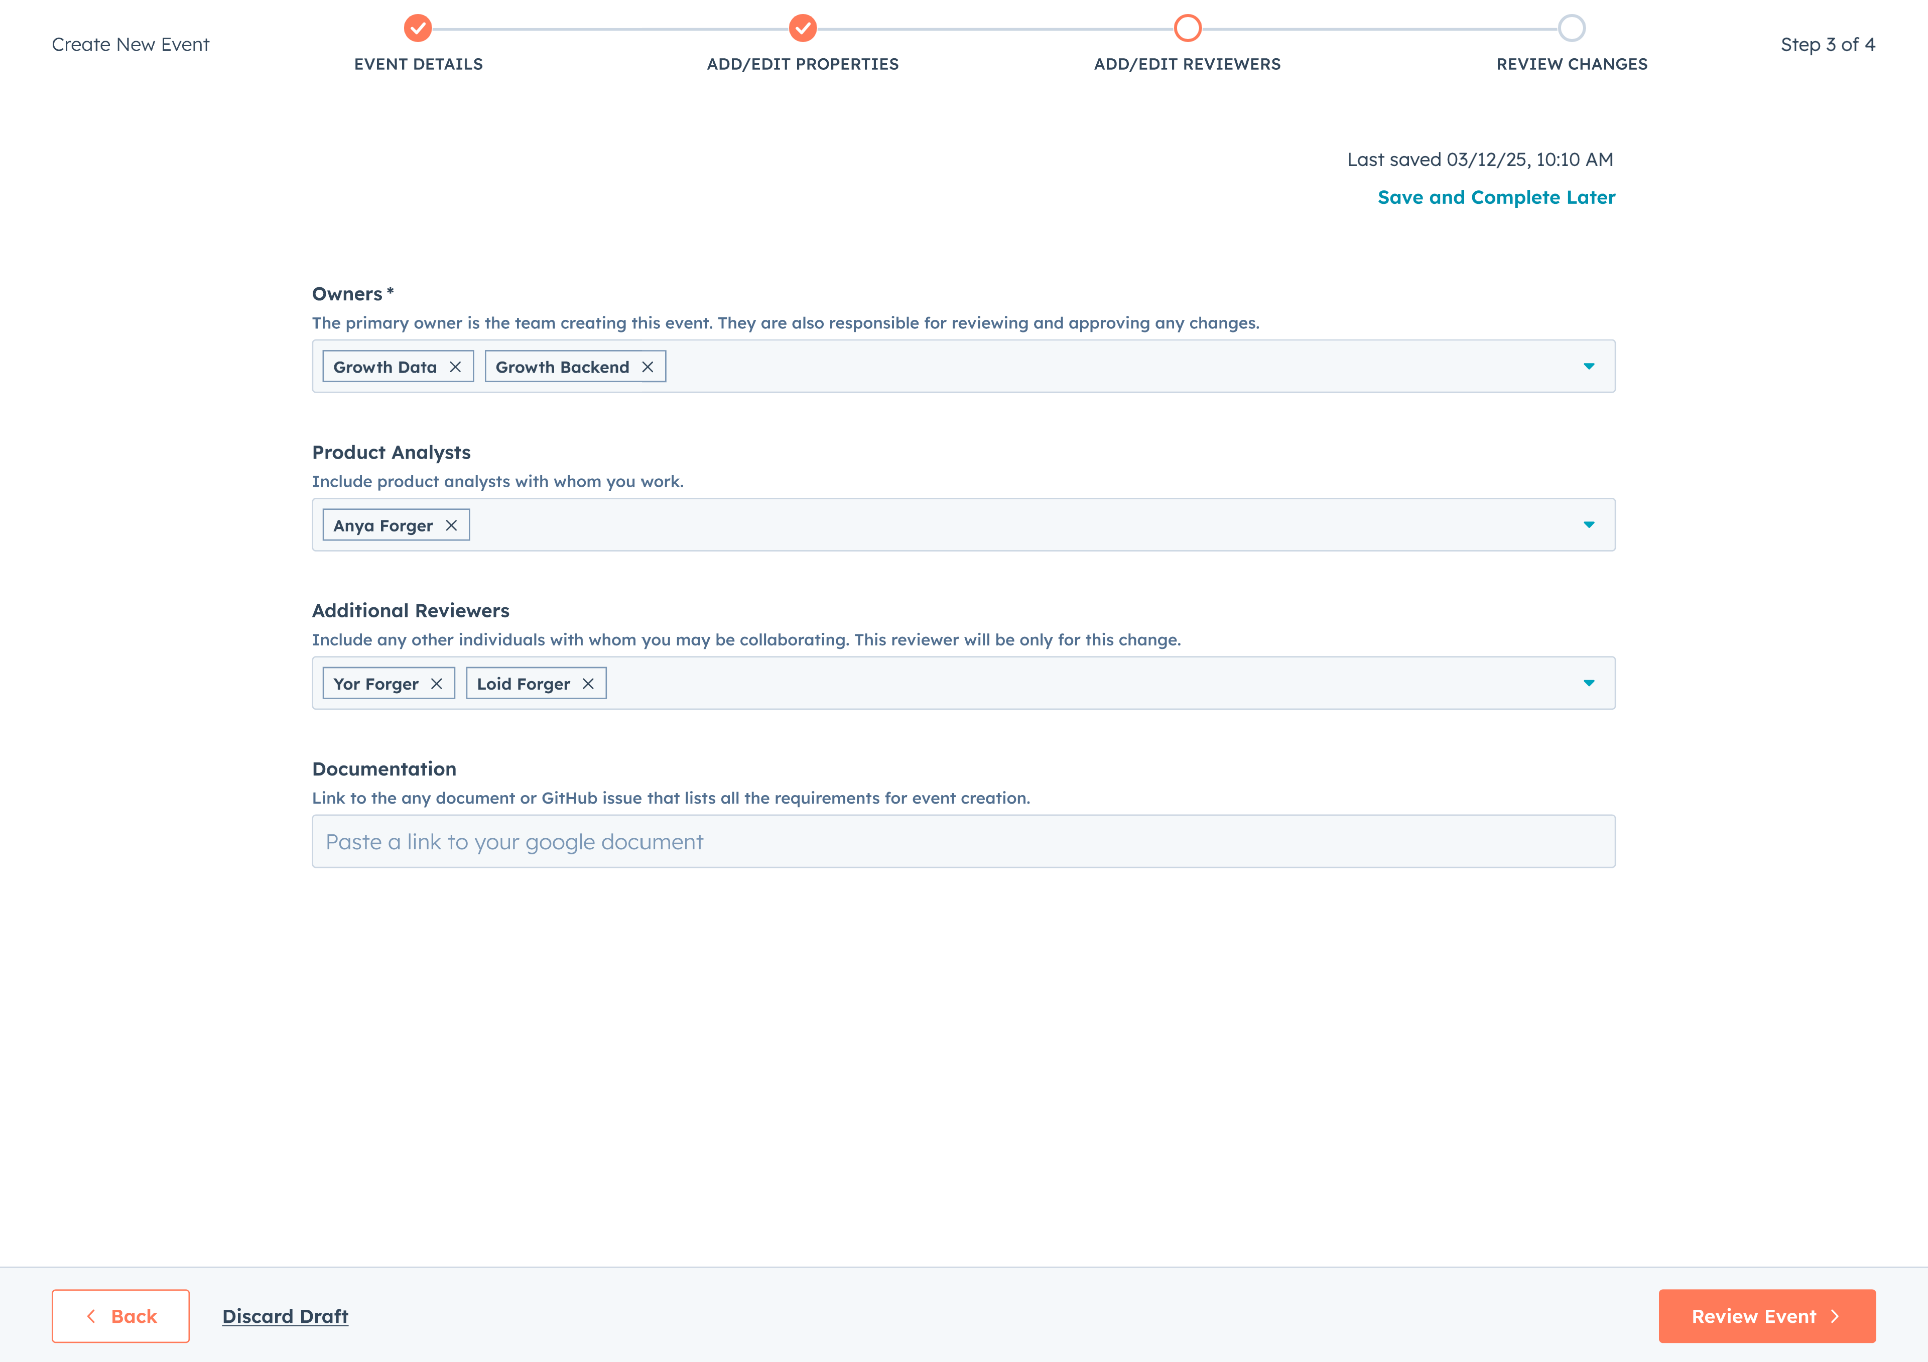 Create New Event
EVENT DETAILS
ADD/EDIT PROPERTIES
ADD/EDIT REVIEWERS
REVIEW CHANGES
Step 3 of 4
Last saved 03/12/25, 10:10 AM
Save and Complete Later
Owners *
The primary owner is the team creating this event. They are also responsible for reviewing and approving any changes.
Growth Data
Growth Backend
Product Analysts
Include product analysts with whom you work.
Anya Forger
Additional Reviewers
Include any other individuals with whom you may be collaborating. This reviewer will be only for this change.
Yor Forger
Loid Forger
Documentation
Link to the any document or GitHub issue that lists all the requirements for event creation.
Paste a link to your google document
Back
Discard Draft
Review Event